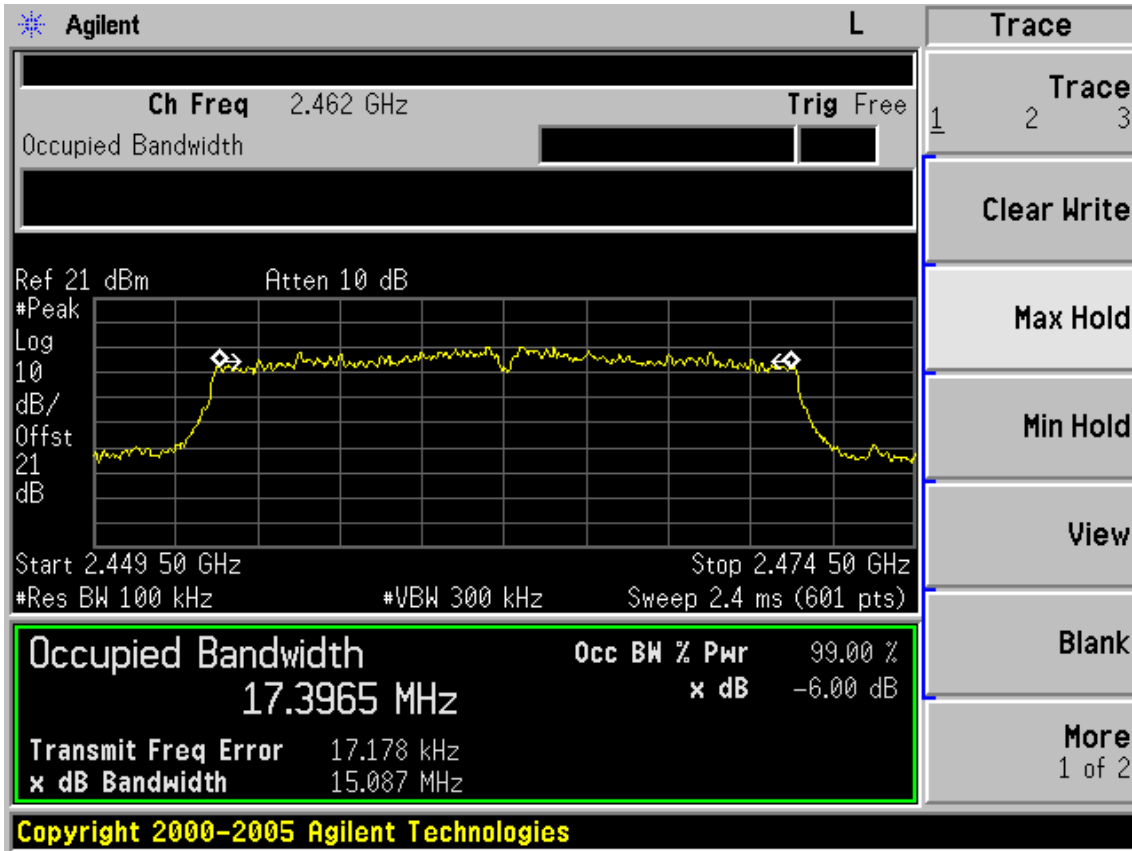 Agilent L
Ch Freq 2.462 GHz Trig Free
Occupied Bandwidth
Ref 21 dBm Atten 10 dB
#Peak
Log
10
dB/
Offst
21
dB
Start 2.449 50 GHz Stop 2.474 50 GHz
#Res BW 100 kHz #VBW 300 kHz Sweep 2.4 ms (601 pts)
Occupied Bandwidth Occ BW % Pwr 99.00 %
17.3965 MHz x dB -6.00 dB
Transmit Freq Error 17.178 kHz
x dB Bandwidth 15.087 MHz
Copyright 2000-2005 Agilent Technologies
Trace
Trace
1 2 3
Clear Write
Max Hold
Min Hold
View
Blank
More
1 of 2